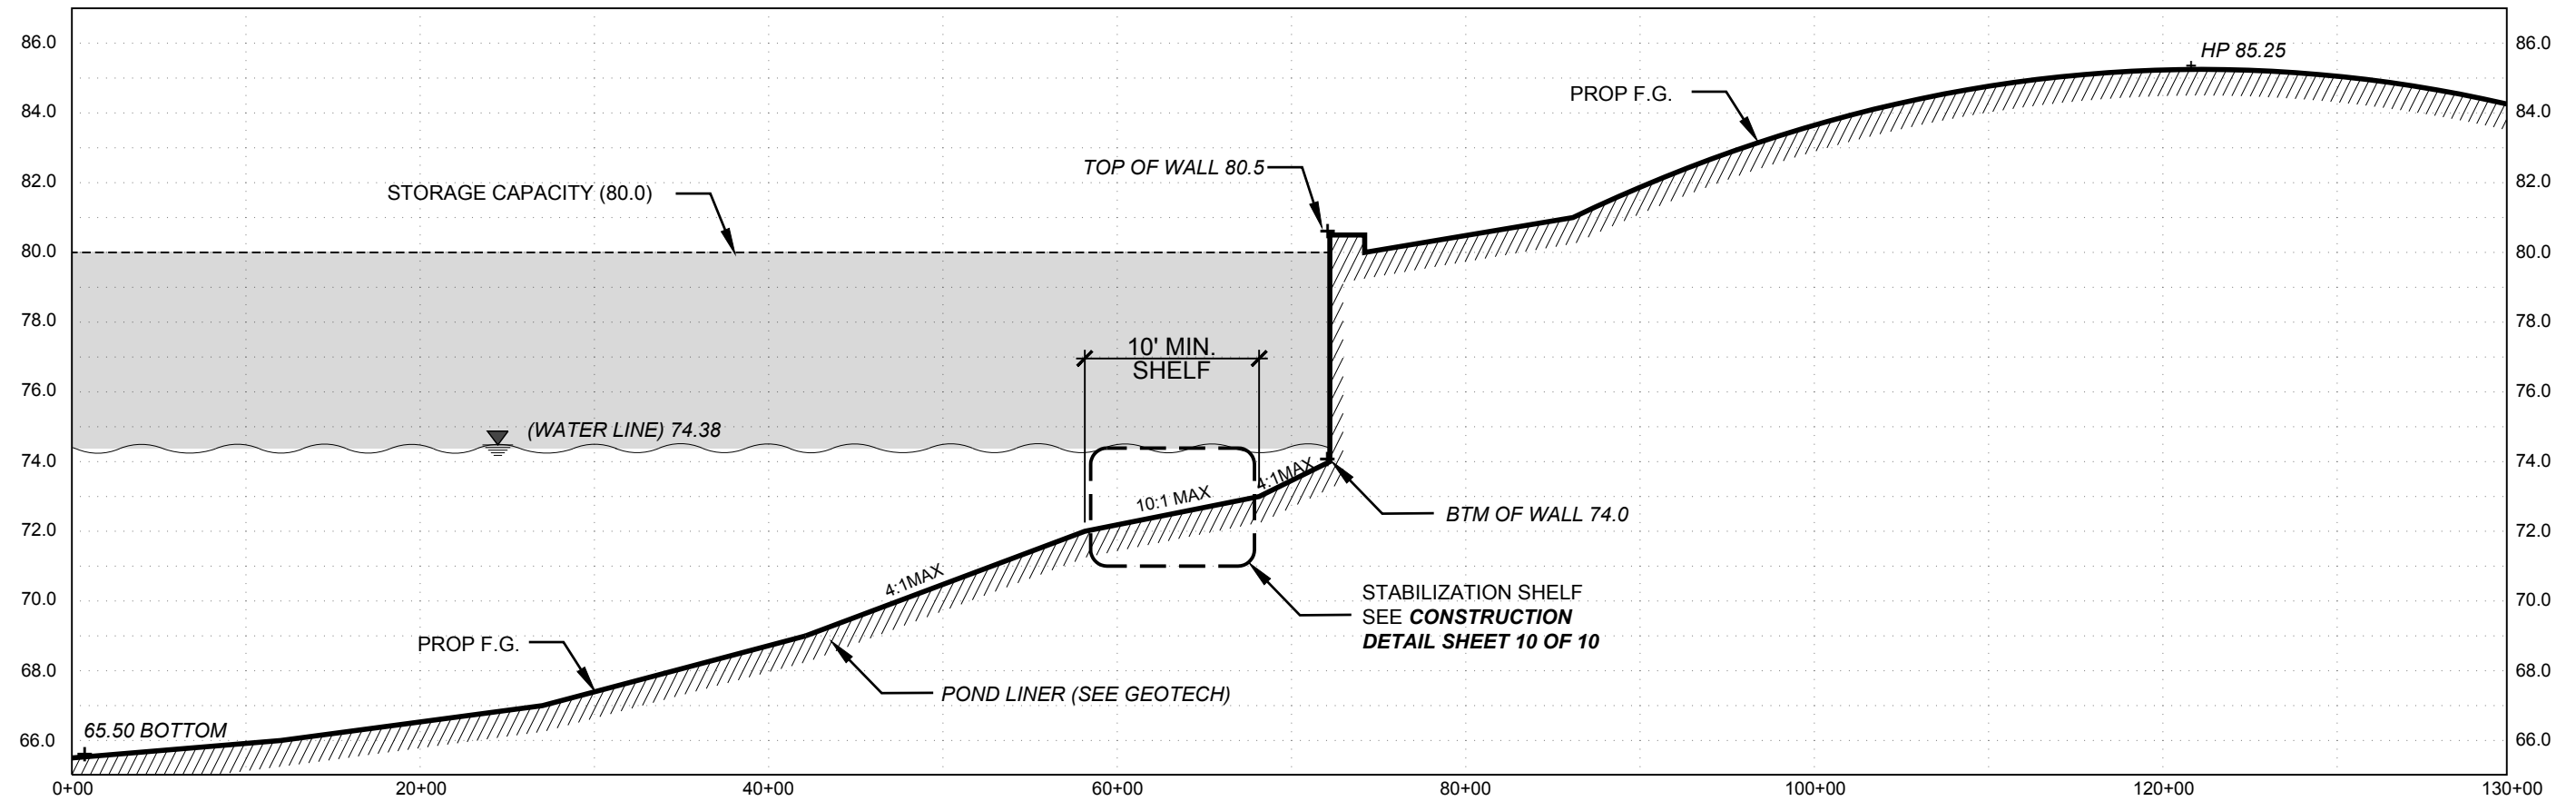 86.0
86.0
HP 85.25
PROP F.G.
84.0
84.0
TOP OF WALL 80.5
82.0
82.0
STORAGE CAPACITY (80.0)
80.0
80.0
78.0
78.0
10' MIN.
SHELF
76.0
76.0
(WATER LINE) 74.38
74.0
74.0
4:1MAX
10:1 MAX
BTM OF WALL 74.0
72.0
72.0
4:1MAX
STABILIZATION SHELF
SEE CONSTRUCTION
DETAIL SHEET 10 OF 10
70.0
70.0
PROP F.G.
68.0
68.0
POND LINER (SEE GEOTECH)
65.50 BOTTOM
66.0
66.0
0+00
20+00
40+00
60+00
80+00
100+00
120+00
130+00